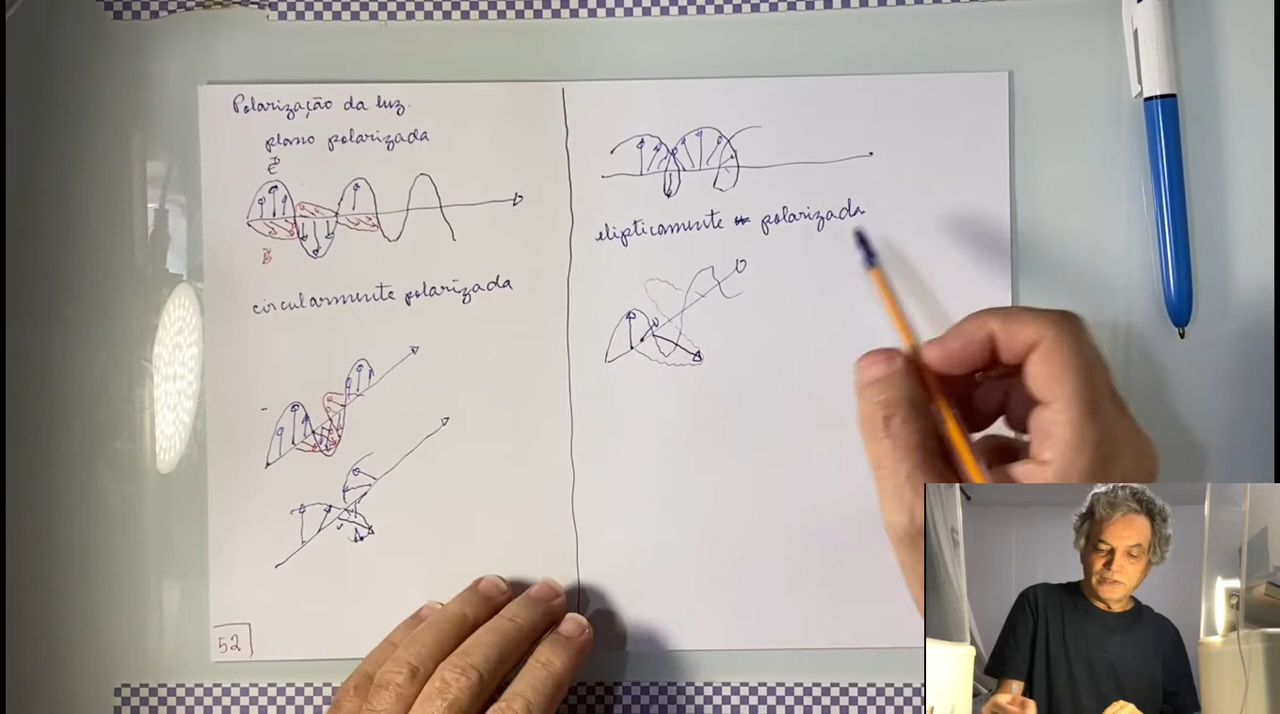 Polarização da luz.
plano polarizada
E
B
circularmente polarizada
52
elipticamente polarizada